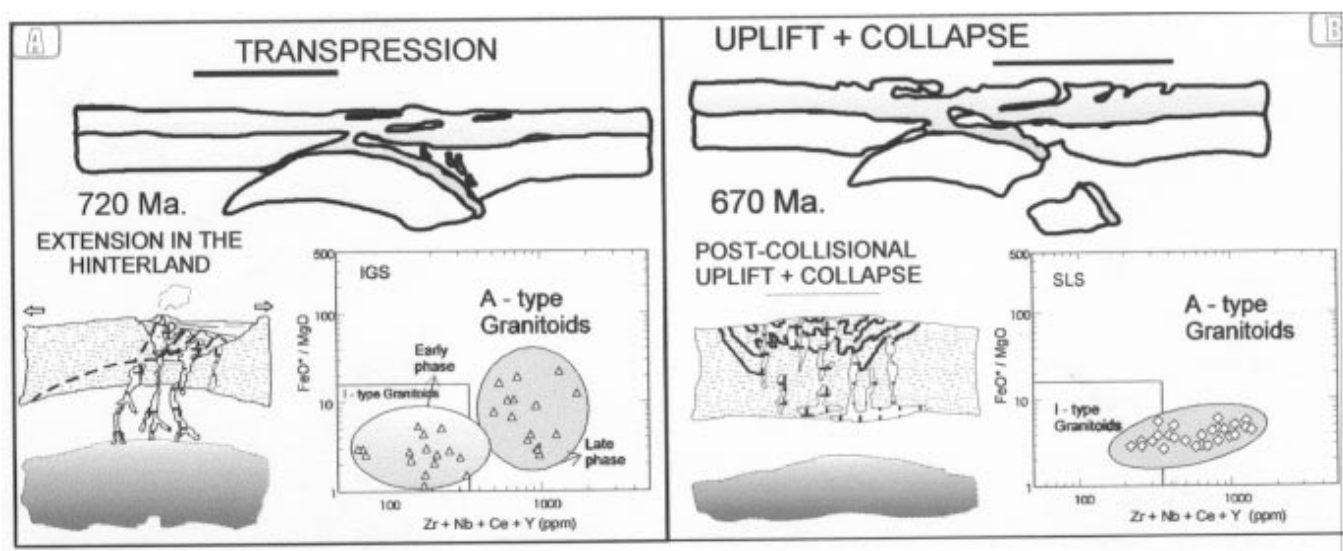 A
TRANSPRESSION
720 Ma.
EXTENSION IN THE
HINTERLAND
500
100
10
1
FeO* / MgO
IGS
A - type
Granitoids
Early
phase
I - type Granitoids
Late
phase
100
1000
Zr + Nb + Ce + Y (ppm)
B
UPLIFT + COLLAPSE
670 Ma.
POST-COLLISIONAL
UPLIFT + COLLAPSE
500
100
10
1
FeO* / MgO
SLS
A - type
Granitoids
I - type
Granitoids
100
1000
Zr + Nb + Ce + Y (ppm)